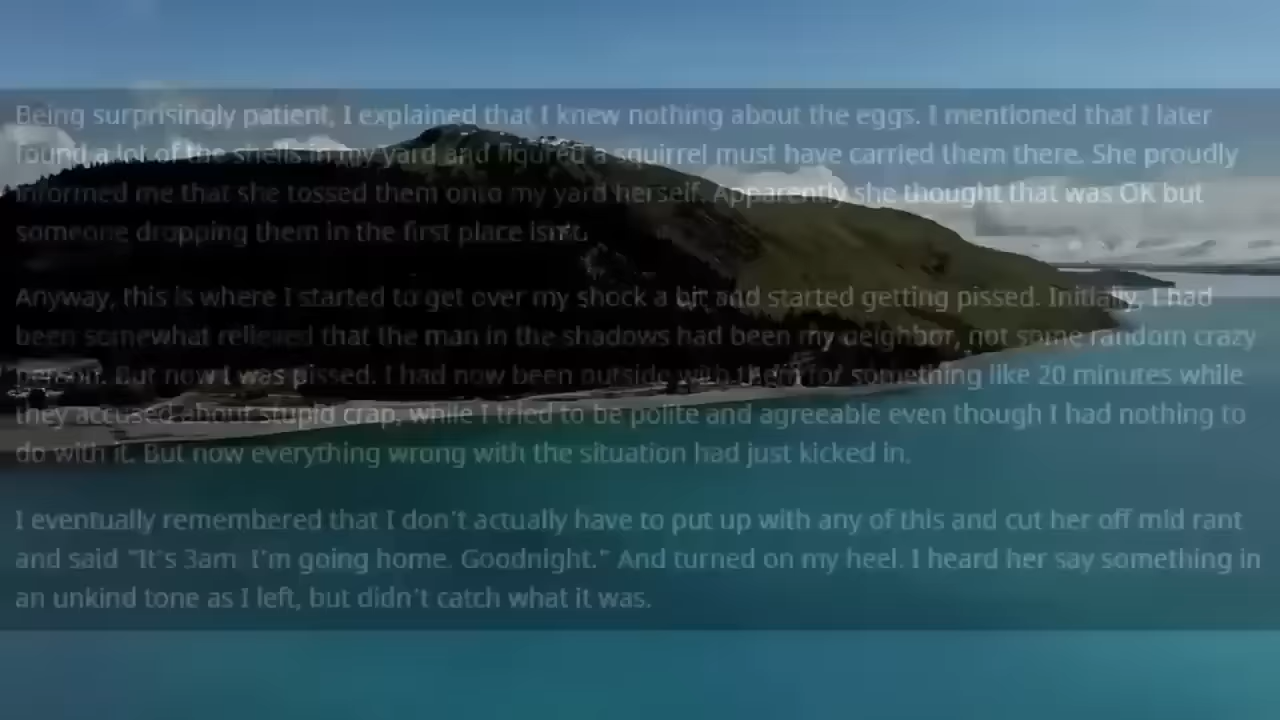 Being surprisingly patient, I explained that I knew nothing about the eggs. I mentioned that I later
found a lot of the shells in my yard and figured a squirrel must have carried them there. She proudly
informed me that she tossed them onto my yard herself. Apparently she thought that was OK but
someone dropping them in the first place isn't.
Anyway, this is where I started to get over my shock a bit and started getting pissed. Initially, I had
been somewhat relieved that the man in the shadows had been my neighbor, not some random crazy
person. But now I was pissed. I had now been outside with them for something like 20 minutes while
they accused about stupid crap, while I tried to be polite and agreeable even though I had nothing to
do with it. But now everything wrong with the situation had just kicked in.
I eventually remembered that I don't actually have to put up with any of this and cut her off mid rant
and said "It's 3am I'm going home. Goodnight." And turned on my heel. I heard her say something in
an unkind tone as I left, but didn't catch what it was.